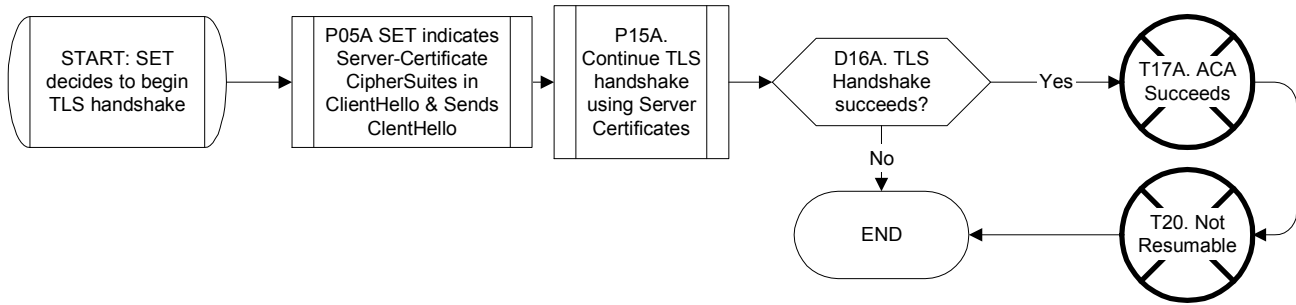 START: SET
decides to begin
TLS handshake
P05A SET indicates
Server-Certificate
CipherSuites in
ClientHello & Sends
ClentHello
P15A.
Continue TLS
handshake
using Server
Certificates
D16A. TLS
Handshake
succeeds?
Yes
T17A. ACA
Succeeds
No
END
T20. Not
Resumable